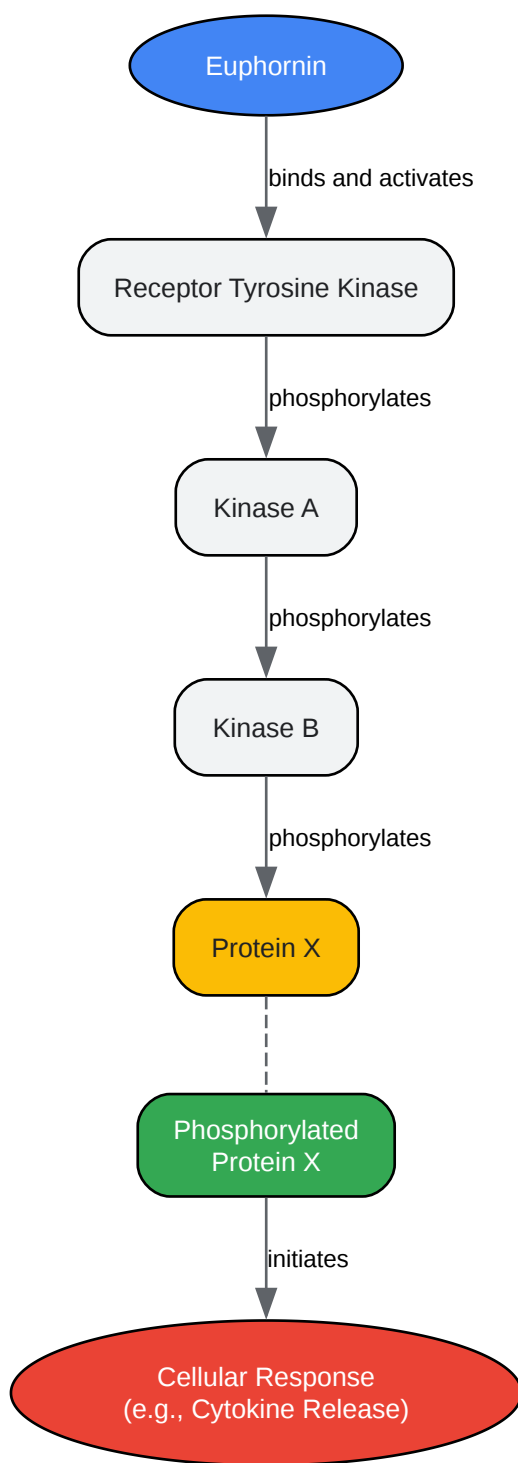 Euphornin
binds and activates
Receptor Tyrosine Kinase
phosphorylates
Kinase A
phosphorylates
Kinase B
phosphorylates
Protein X
Phosphorylated
Protein X
initiates
Cellular Response
(e.g., Cytokine Release)